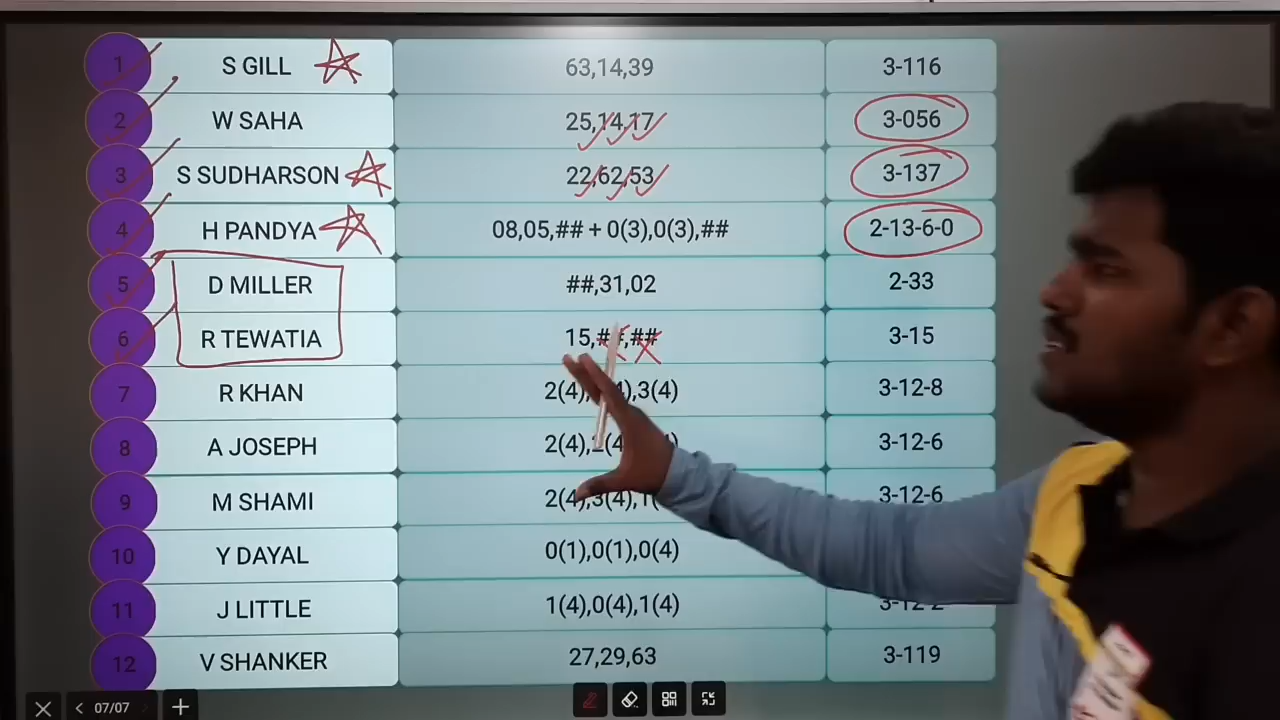 1 S GILL 63,14,39 3-116
2 W SAHA 25,14,17 3-056
3 S SUDHARSON 22,62,53 3-137
4 H PANDYA 08,05,## + 0(3),0(3),## 2-13-6-0
5 D MILLER ##,31,02 2-33
6 R TEWATIA 15,##,## 3-15
7 R KHAN 2(4), 3(4) 3-12-8
8 A JOSEPH 2(4), 3-12-6
9 M SHAMI 2(4),3(4), 3-12-6
10 Y DAYAL 0(1),0(1),0(4)
11 J LITTLE 1(4),0(4),1(4) 3-12-2
12 V SHANKER 27,29,63 3-119
07/07